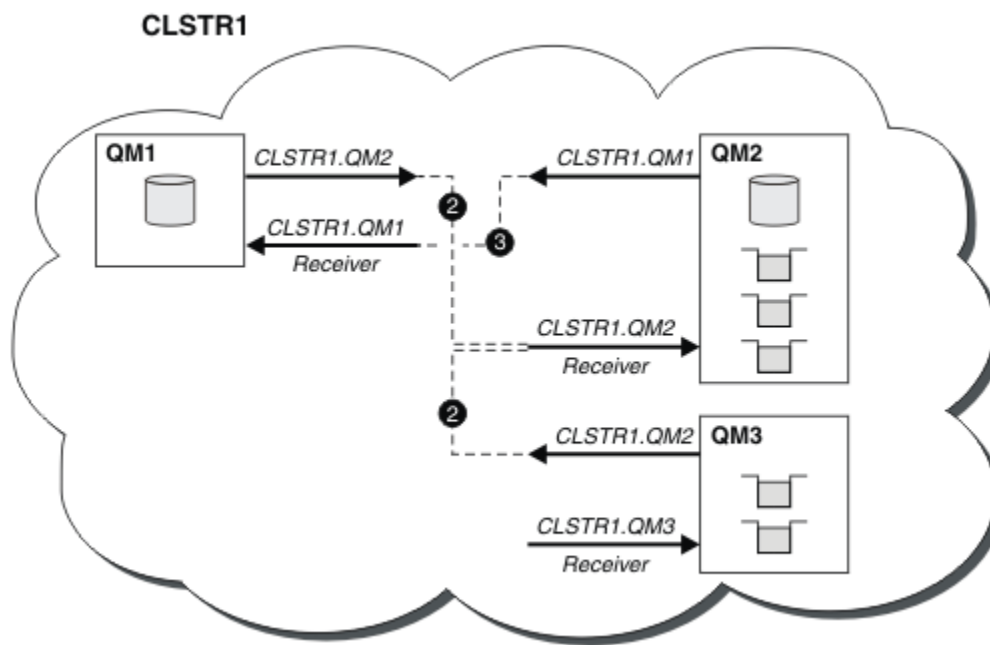 CLSTR1
QM1
CLSTR1.QM2
CLSTR1.QM1
QM2
2
CLSTR1.QM1
3
Receiver
CLSTR1.QM2
Receiver
2
CLSTR1.QM2
QM3
CLSTR1.QM3
Receiver